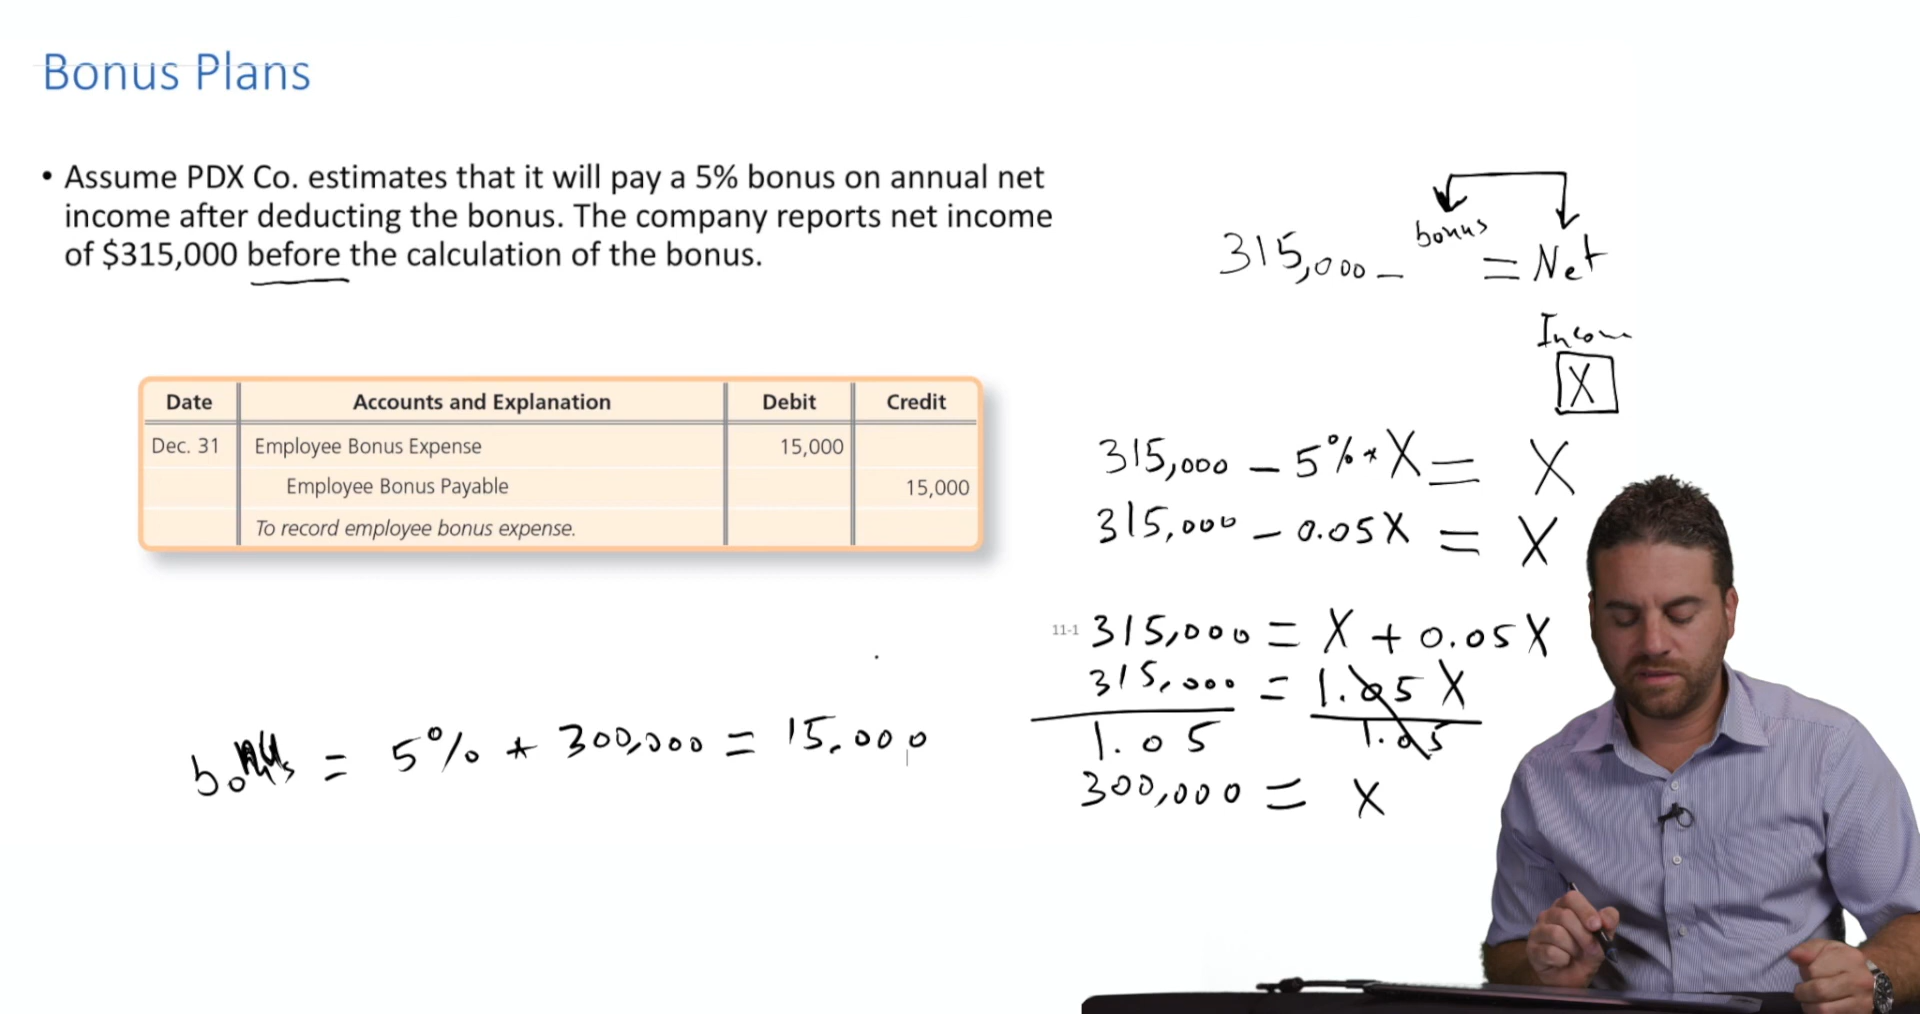 Bonus Plans
• Assume PDX Co. estimates that it will pay a 5% bonus on annual net
income after deducting the bonus. The company reports net income
of $315,000 before the calculation of the bonus.
Date Accounts and Explanation Debit Credit
Dec. 31 Employee Bonus Expense 15,000
Employee Bonus Payable 15,000
To record employee bonus expense.
bonus = 5% * 300,000 = 15,000
315,000 - bonus = Net
Income
X
315,000 - 5% * X = X
315,000 - 0.05X = X
11-1
315,000 = X + 0.05X
315,000 = 1.05X
1.05 1.05
300,000 = X